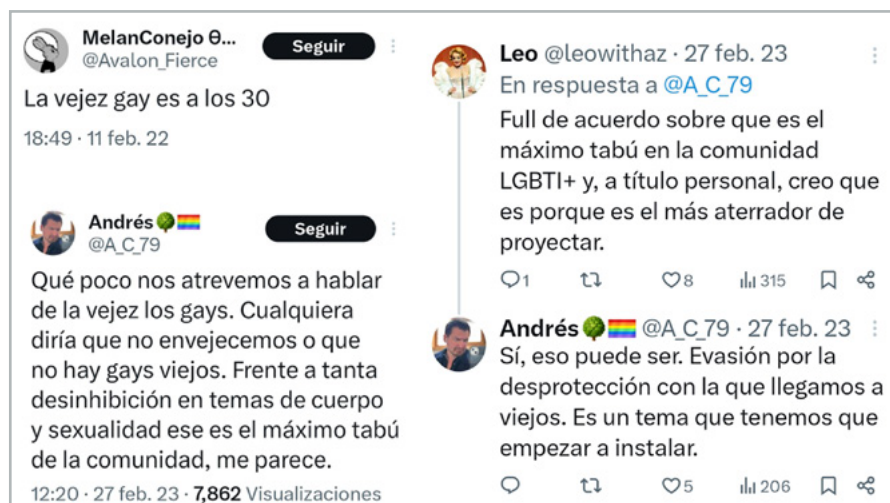 MelanConejo Ꮎ...
@Avalon_Fierce
Seguir
La vejez gay es a los 30
18:49 · 11 feb. 22
Andrés🌳🏳️‍🌈
@A_C_79
Seguir
Qué poco nos atrevemos a hablar
de la vejez los gays. Cualquiera
diría que no envejecemos o que
no hay gays viejos. Frente a tanta
desinhibición en temas de cuerpo
y sexualidad ese es el máximo tabú
de la comunidad, me parece.
12:20 · 27 feb. 23 · 7,862 Visualizaciones
Leo @leowithaz · 27 feb. 23
En respuesta a @A_C_79
Full de acuerdo sobre que es el
máximo tabú en la comunidad
LGBTI+ y, a título personal, creo que
es porque es el más aterrador de
proyectar.
1 8 315
Andrés🌳🏳️‍🌈 @A_C_79 · 27 feb. 23
Sí, eso puede ser. Evasión por la
desprotección con la que llegamos a
viejos. Es un tema que tenemos que
empezar a instalar.
5 206